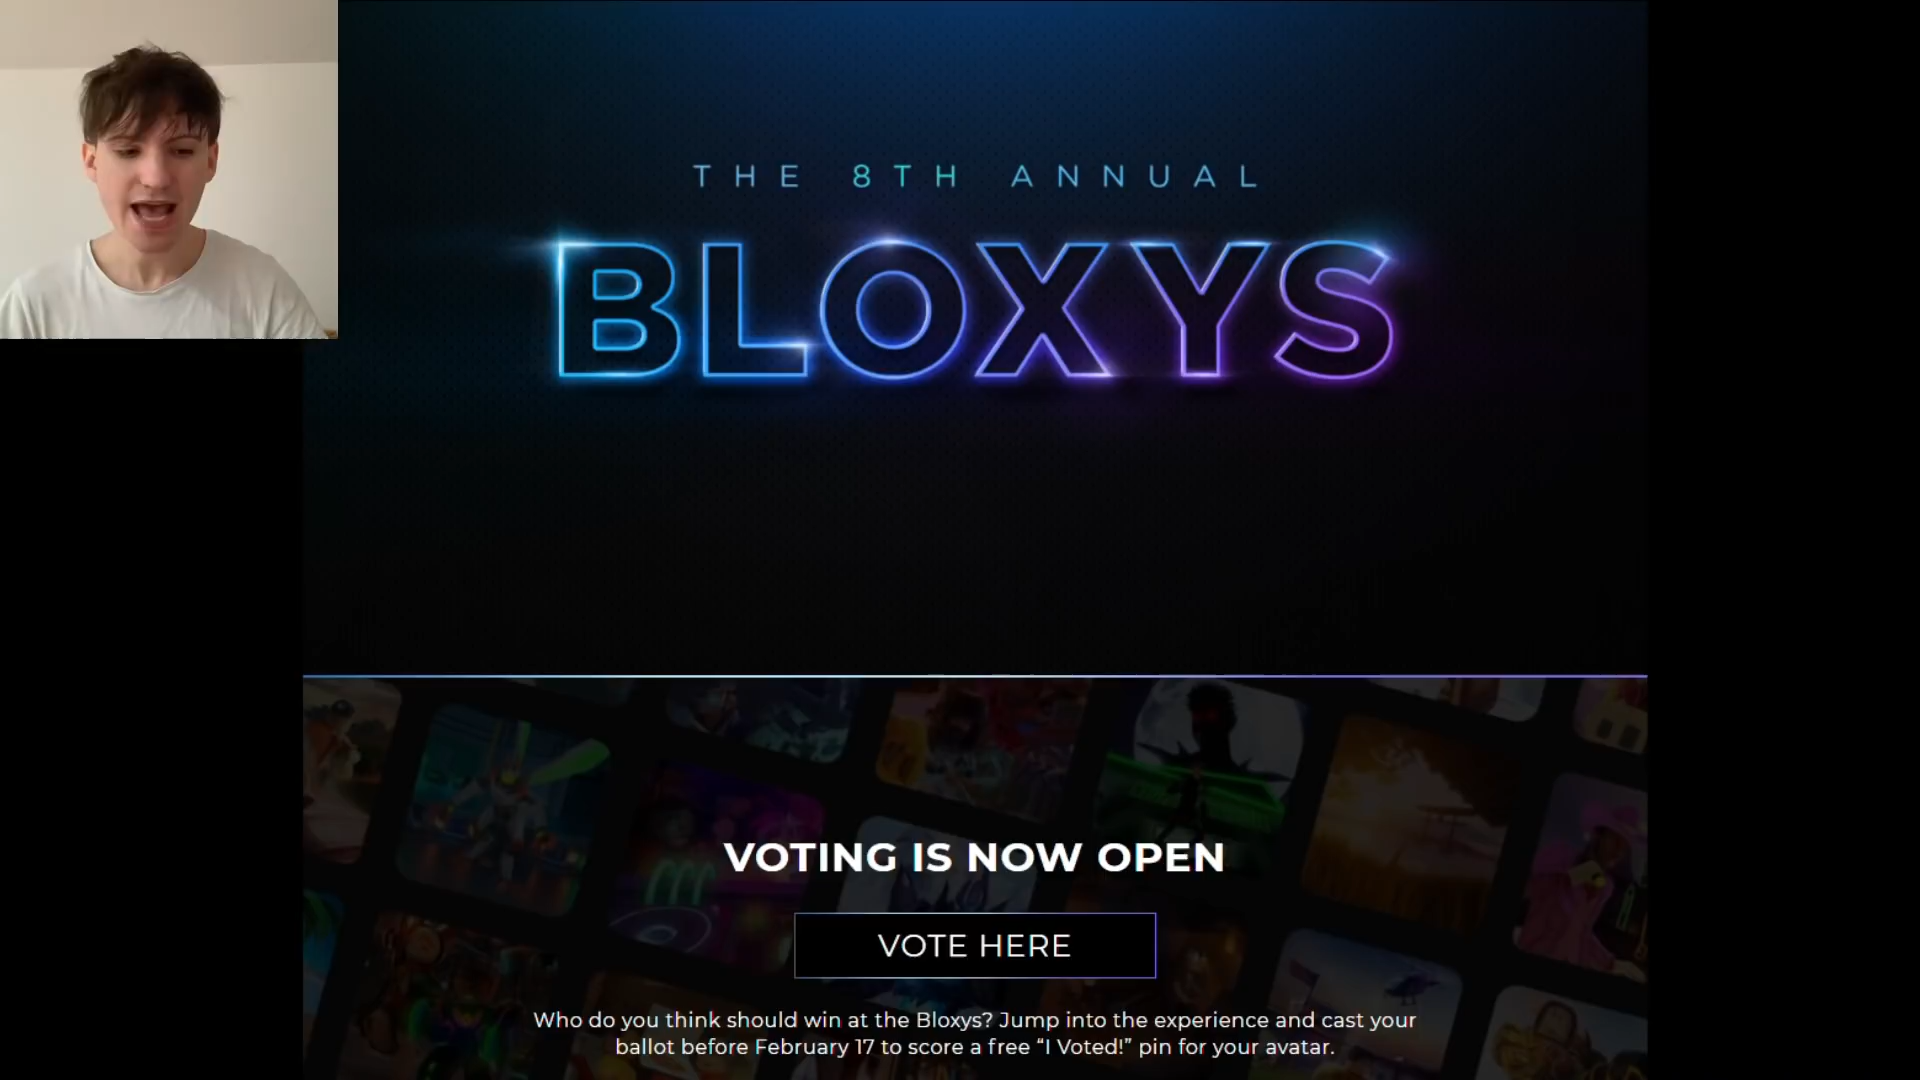 THE 8TH ANNUAL
BLOXYS
VOTING IS NOW OPEN
VOTE HERE
Who do you think should win at the Bloxys? Jump into the experience and cast your
ballot before February 17 to score a free “I Voted!” pin for your avatar.